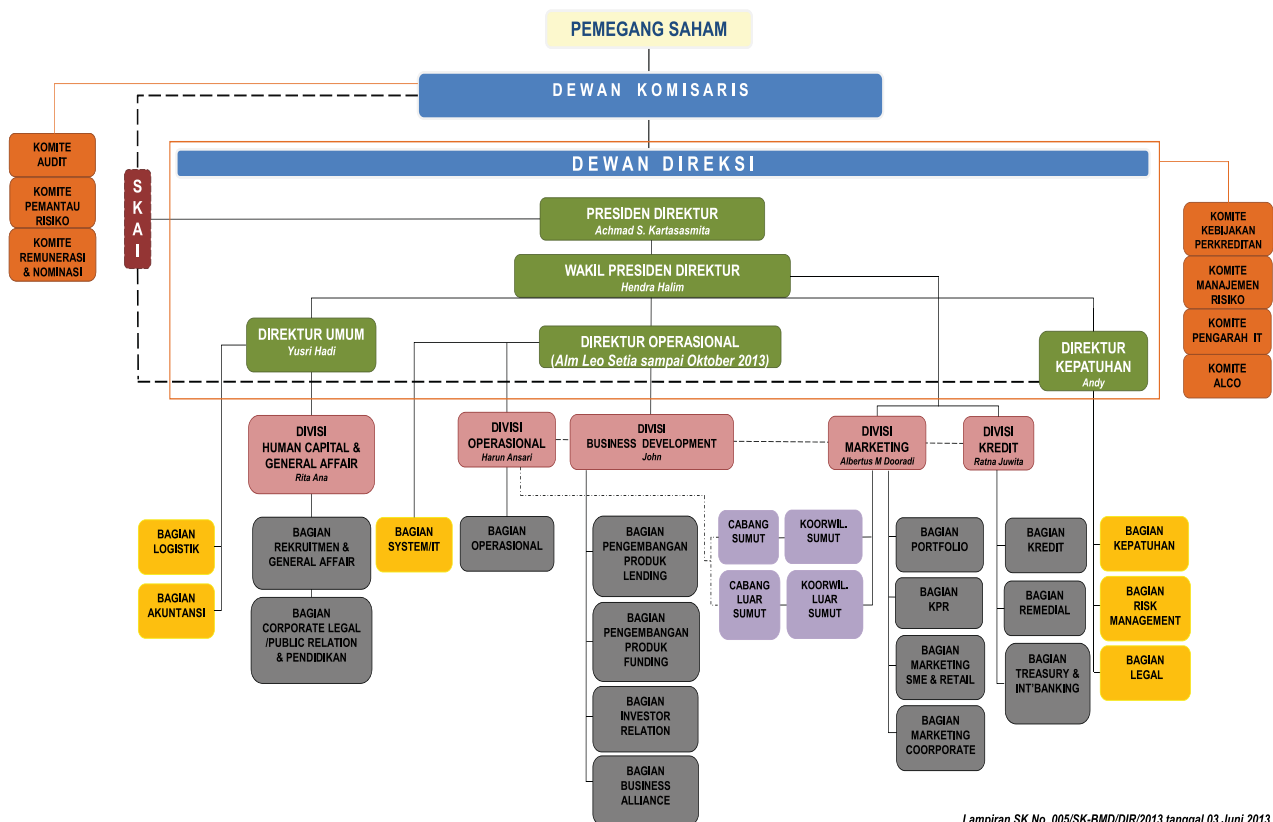 PEMEGANG SAHAM
DEWAN KOMISARIS
DEWAN DIREKSI
KOMITE
AUDIT
KOMITE
PEMANTAU
RISIKO
KOMITE
REMUNERASI
& NOMINASI
S
K
A
I
PRESIDEN DIREKTUR
Achmad S. Kartasasmita
WAKIL PRESIDEN DIREKTUR
Hendra Halim
KOMITE
KEBIJAKAN
PERKREDITAN
KOMITE
MANAJEMEN
RISIKO
KOMITE
PENGARAH IT
KOMITE
ALCO
DIREKTUR UMUM
Yusri Hadi
DIREKTUR OPERASIONAL
(Alm Leo Setia sampai Oktober 2013)
DIREKTUR
KEPATUHAN
Andy
DIVISI
HUMAN CAPITAL &
GENERAL AFFAIR
Rita Ana
DIVISI
OPERASIONAL
Harun Ansari
DIVISI
BUSINESS DEVELOPMENT
John
DIVISI
MARKETING
Albertus M Dooradi
DIVISI
KREDIT
Ratna Juwita
BAGIAN
LOGISTIK
BAGIAN
AKUNTANSI
BAGIAN
REKRUITMEN &
GENERAL AFFAIR
BAGIAN
CORPORATE LEGAL
/PUBLIC RELATION
& PENDIDIKAN
BAGIAN
SYSTEM/IT
BAGIAN
OPERASIONAL
BAGIAN
PENGEMBANGAN
PRODUK
LENDING
BAGIAN
PENGEMBANGAN
PRODUK
FUNDING
BAGIAN
INVESTOR
RELATION
BAGIAN
BUSINESS
ALLIANCE
CABANG
SUMUT
KOORWIL.
SUMUT
CABANG
LUAR
SUMUT
KOORWIL.
LUAR
SUMUT
BAGIAN
PORTFOLIO
BAGIAN
KPR
BAGIAN
MARKETING
SME & RETAIL
BAGIAN
MARKETING
COORPORATE
BAGIAN
KREDIT
BAGIAN
REMEDIAL
BAGIAN
TREASURY &
INT'BANKING
BAGIAN
KEPATUHAN
BAGIAN
RISK
MANAGEMENT
BAGIAN
LEGAL
Lampiran SK No. 005/SK-BMD/DIR/2013 tanggal 03 Juni 2013